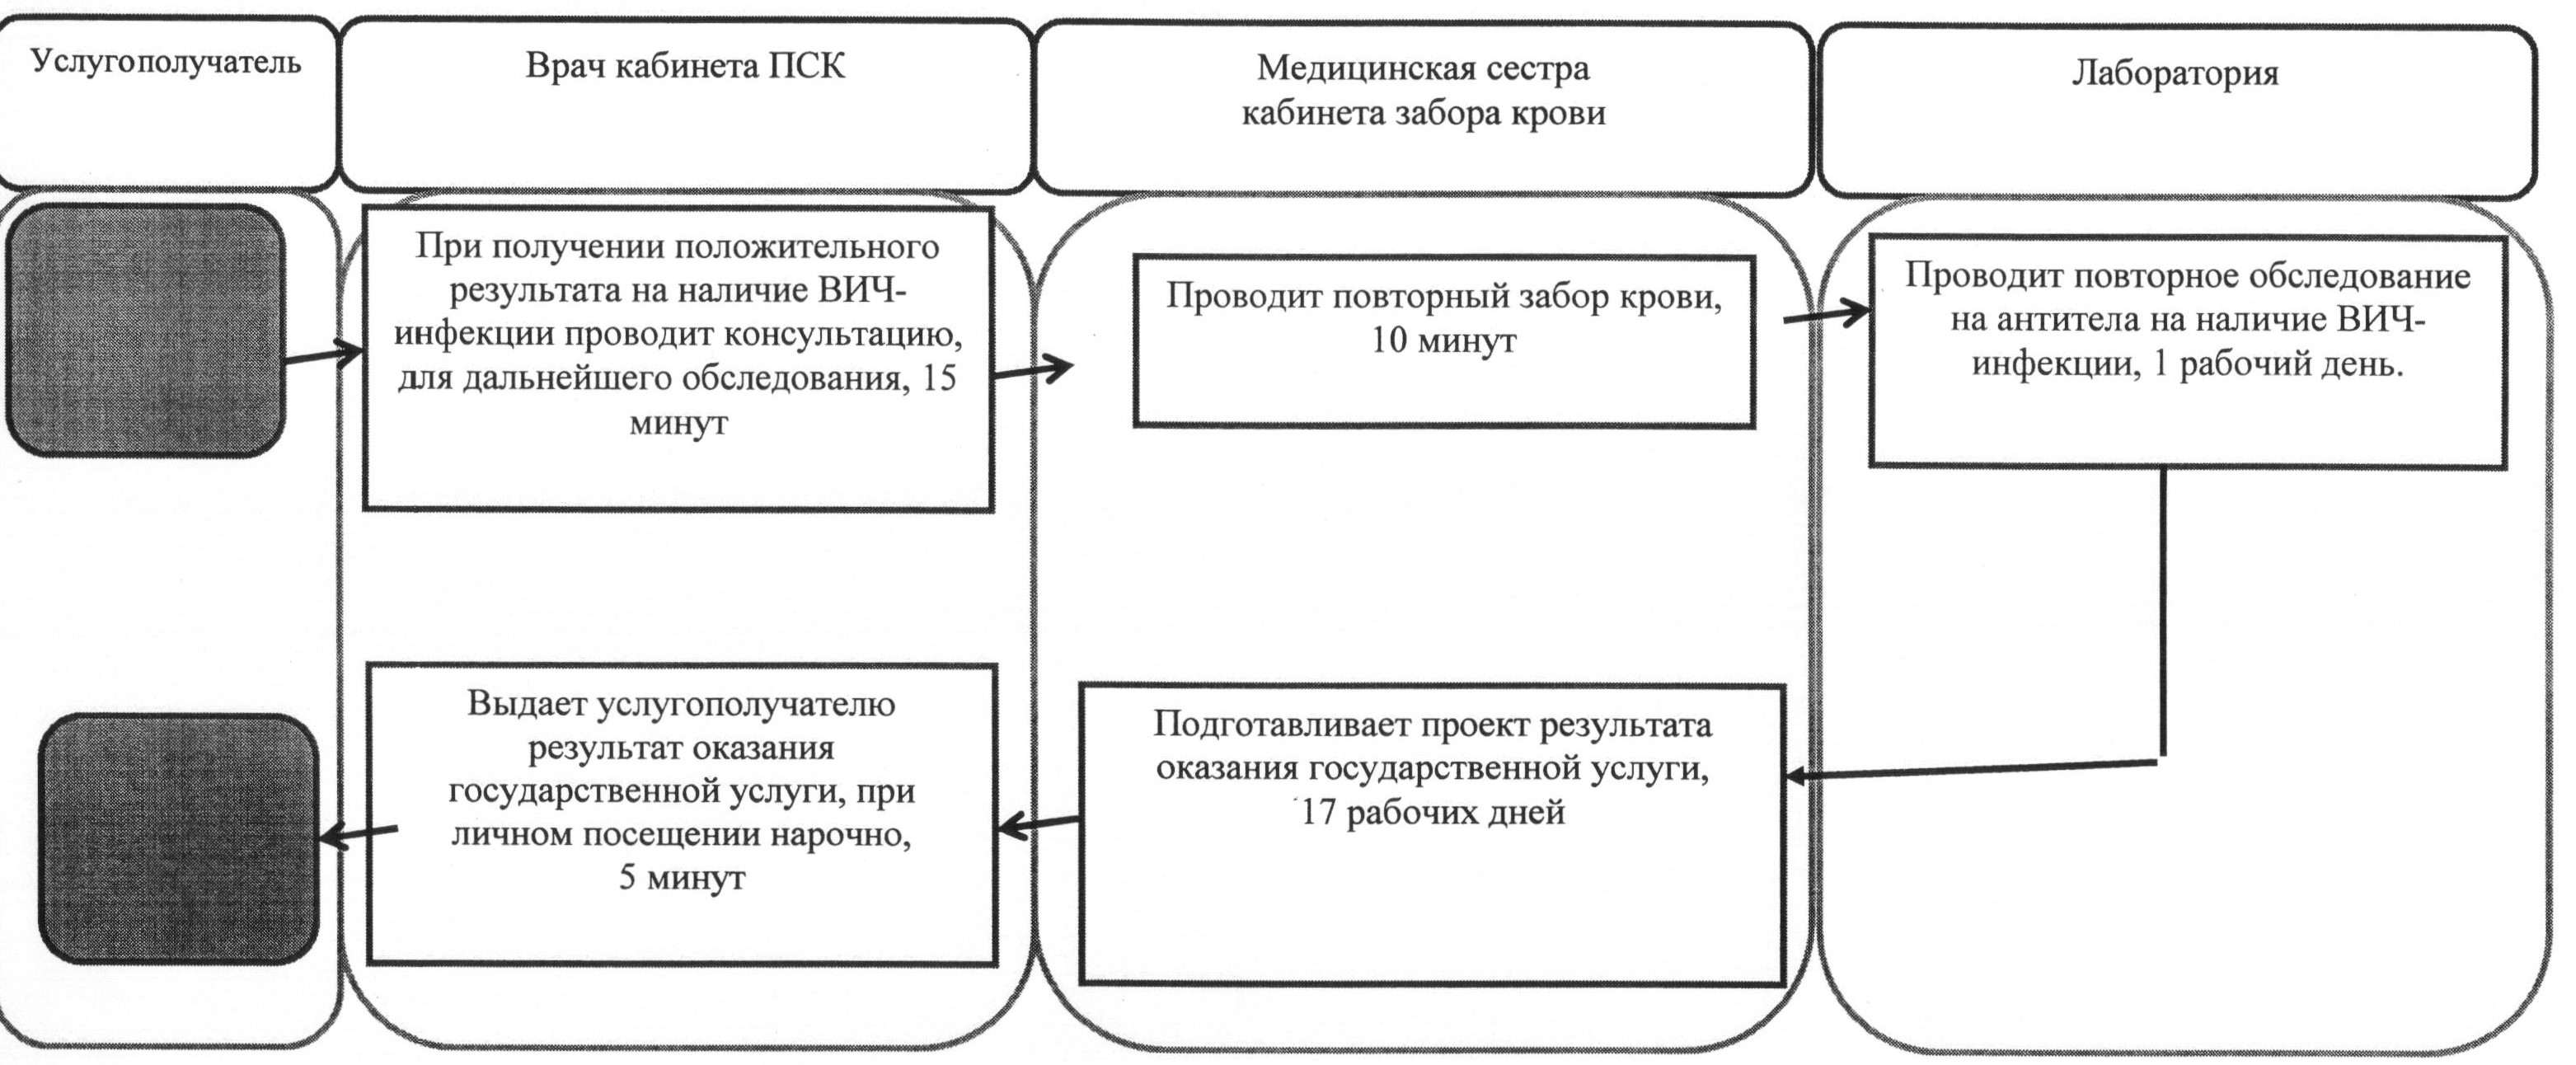 Услугополучатель
Врач кабинета ПСК
Медицинская сестра
кабинета забора крови
Лаборатория
При получении положительного
результата на наличие ВИЧ-
инфекции проводит консультацию,
для дальнейшего обследования, 15
минут
Проводит повторный забор крови,
10 минут
Проводит повторное обследование
на антитела на наличие ВИЧ-
инфекции, 1 рабочий день.
Выдает услугополучателю
результат оказания
государственной услуги, при
личном посещении нарочно,
5 минут
Подготавливает проект результата
оказания государственной услуги,
17 рабочих дней